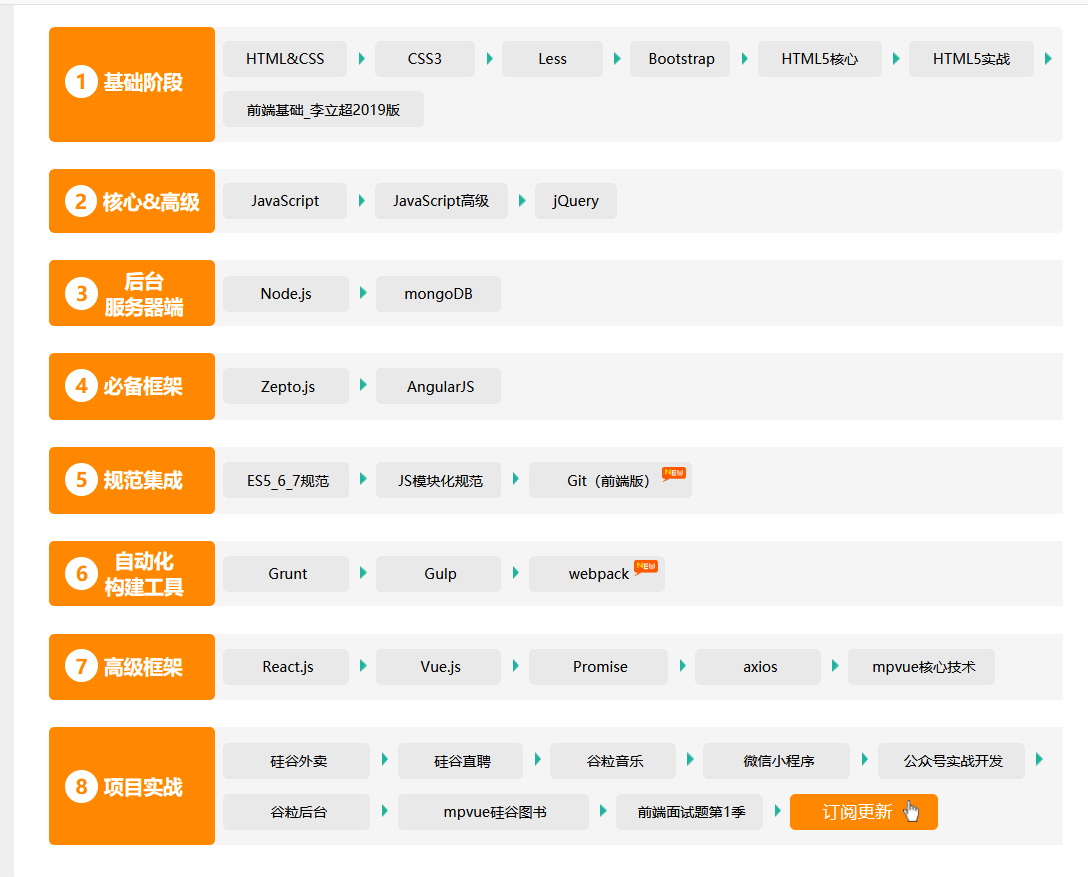 1 基础阶段
HTML&CSS CSS3 Less Bootstrap HTML5核心 HTML5实战
前端基础_李立超2019版
2 核心&高级
JavaScript JavaScript高级 jQuery
3 后台
服务器端
Node.js mongoDB
4 必备框架
Zepto.js AngularJS
5 规范集成
ES5_6_7规范 JS模块化规范 Git（前端版） NEW
6 自动化
构建工具
Grunt Gulp webpack NEW
7 高级框架
React.js Vue.js Promise axios mpvue核心技术
8 项目实战
硅谷外卖 硅谷直聘 谷粒音乐 微信小程序 公众号实战开发
谷粒后台 mpvue硅谷图书 前端面试题第1季 订阅更新